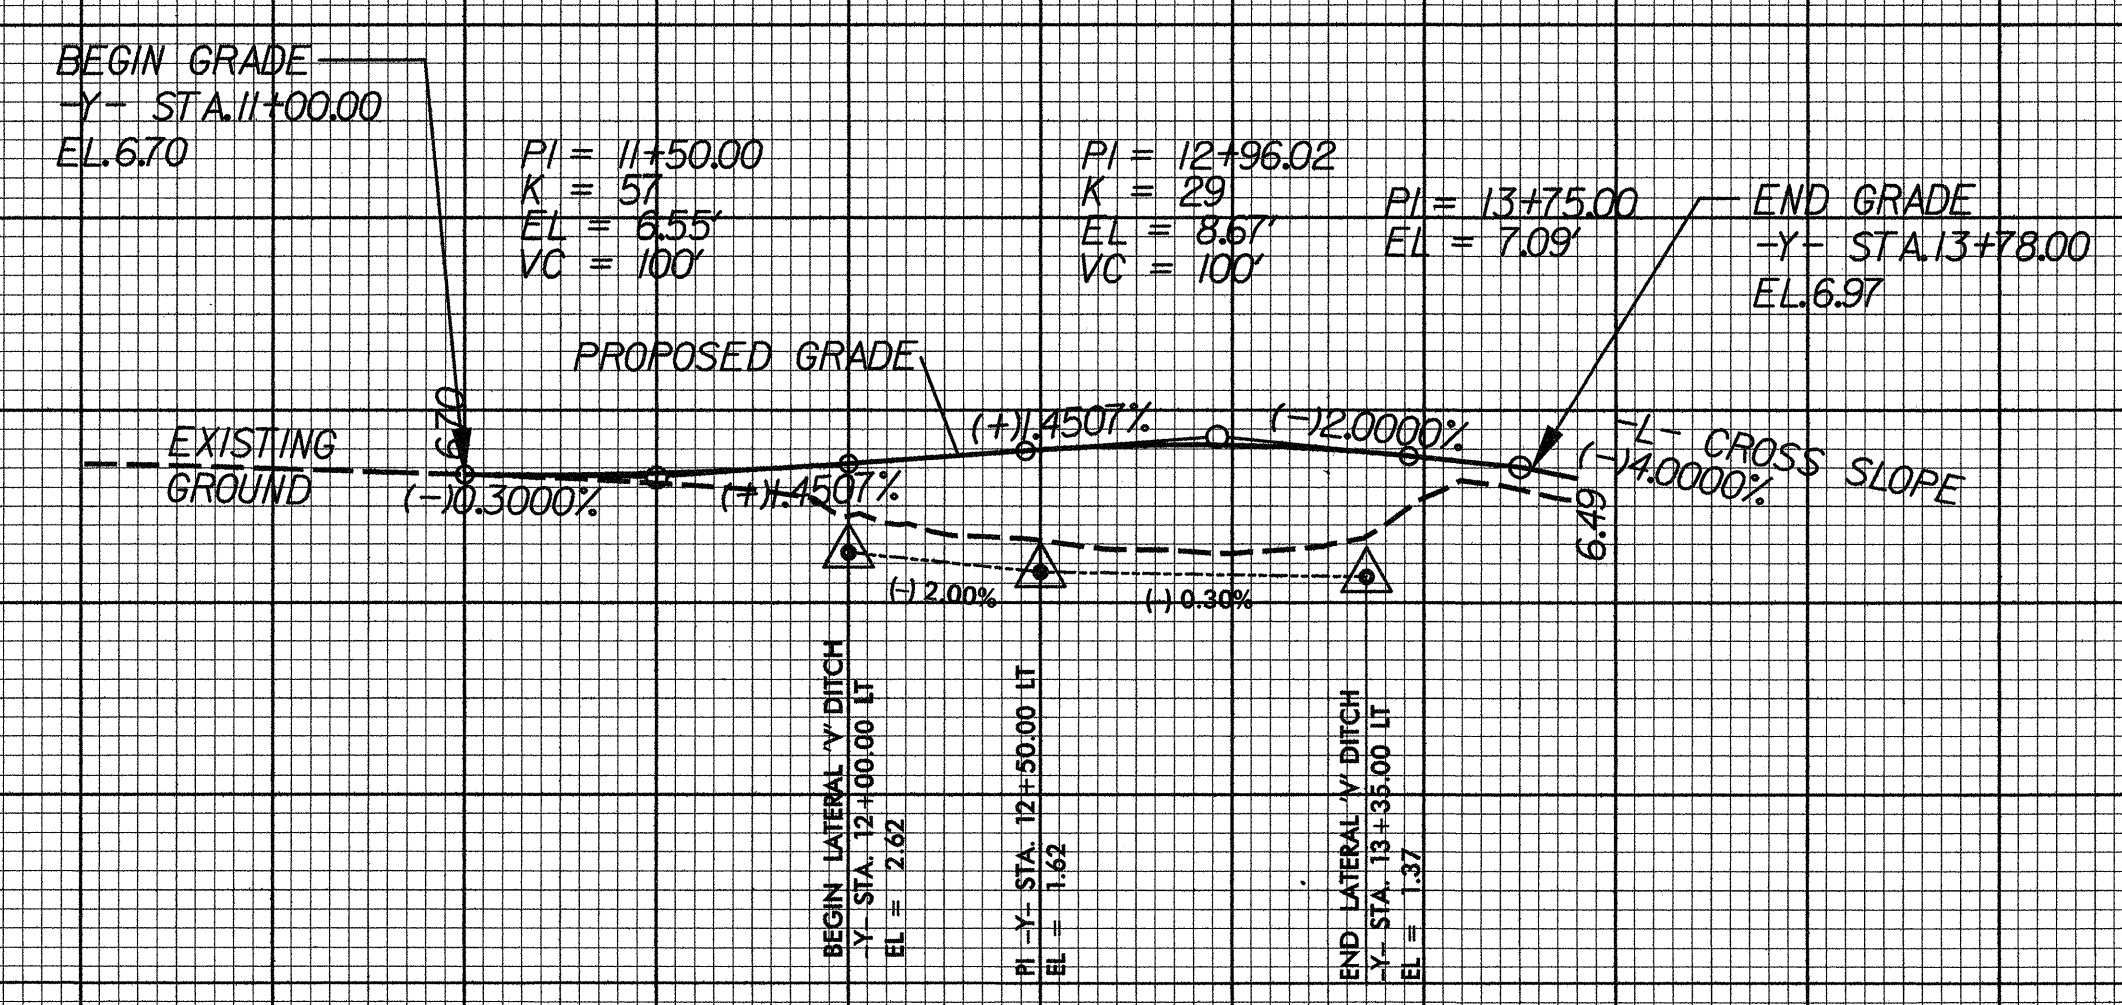 BEGIN GRADE
-Y- STA.11+00.00
EL.6.70
PI = 11+50.00
K = 57
EL = 6.55'
VC = 100'
PI = 12+96.02
K = 29
EL = 8.67'
VC = 100'
PI = 13+75.00
EL = 7.09'
END GRADE
-Y- STA.13+78.00
EL.6.97
PROPOSED GRADE
6.70
EXISTING
GROUND
(-)0.3000%
(+)1.4507%
(+)1.4507%
(-)2.0000%
-L- CROSS SLOPE
(-)4.0000%
6.49
(-) 2.00%
(-) 0.30%
BEGIN LATERAL 'V' DITCH
-Y- STA. 12+00.00 LT
EL = 2.62
PI -Y- STA. 12+50.00 LT
EL = 1.62
END LATERAL 'V' DITCH
-Y- STA. 13+35.00 LT
EL = 1.37